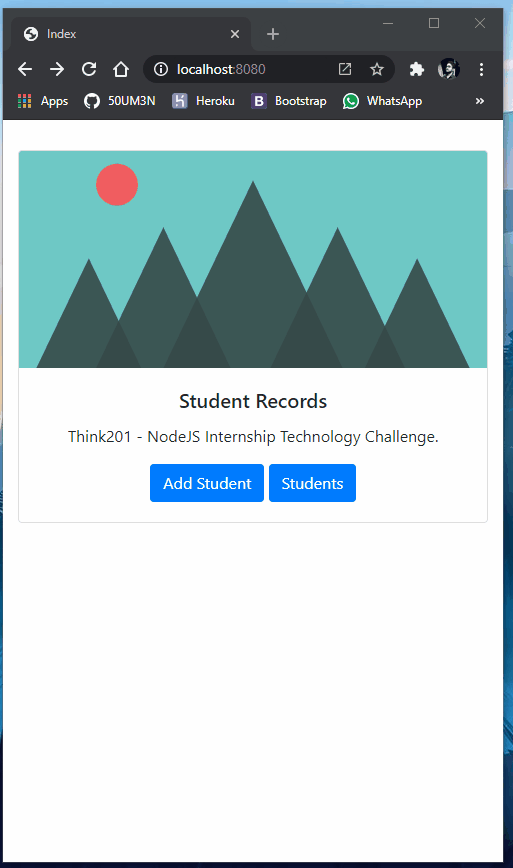 Index
localhost:8080
Apps 50UM3N Heroku B Bootstrap WhatsApp »
Student Records
Think201 - NodeJS Internship Technology Challenge.
Add Student Students